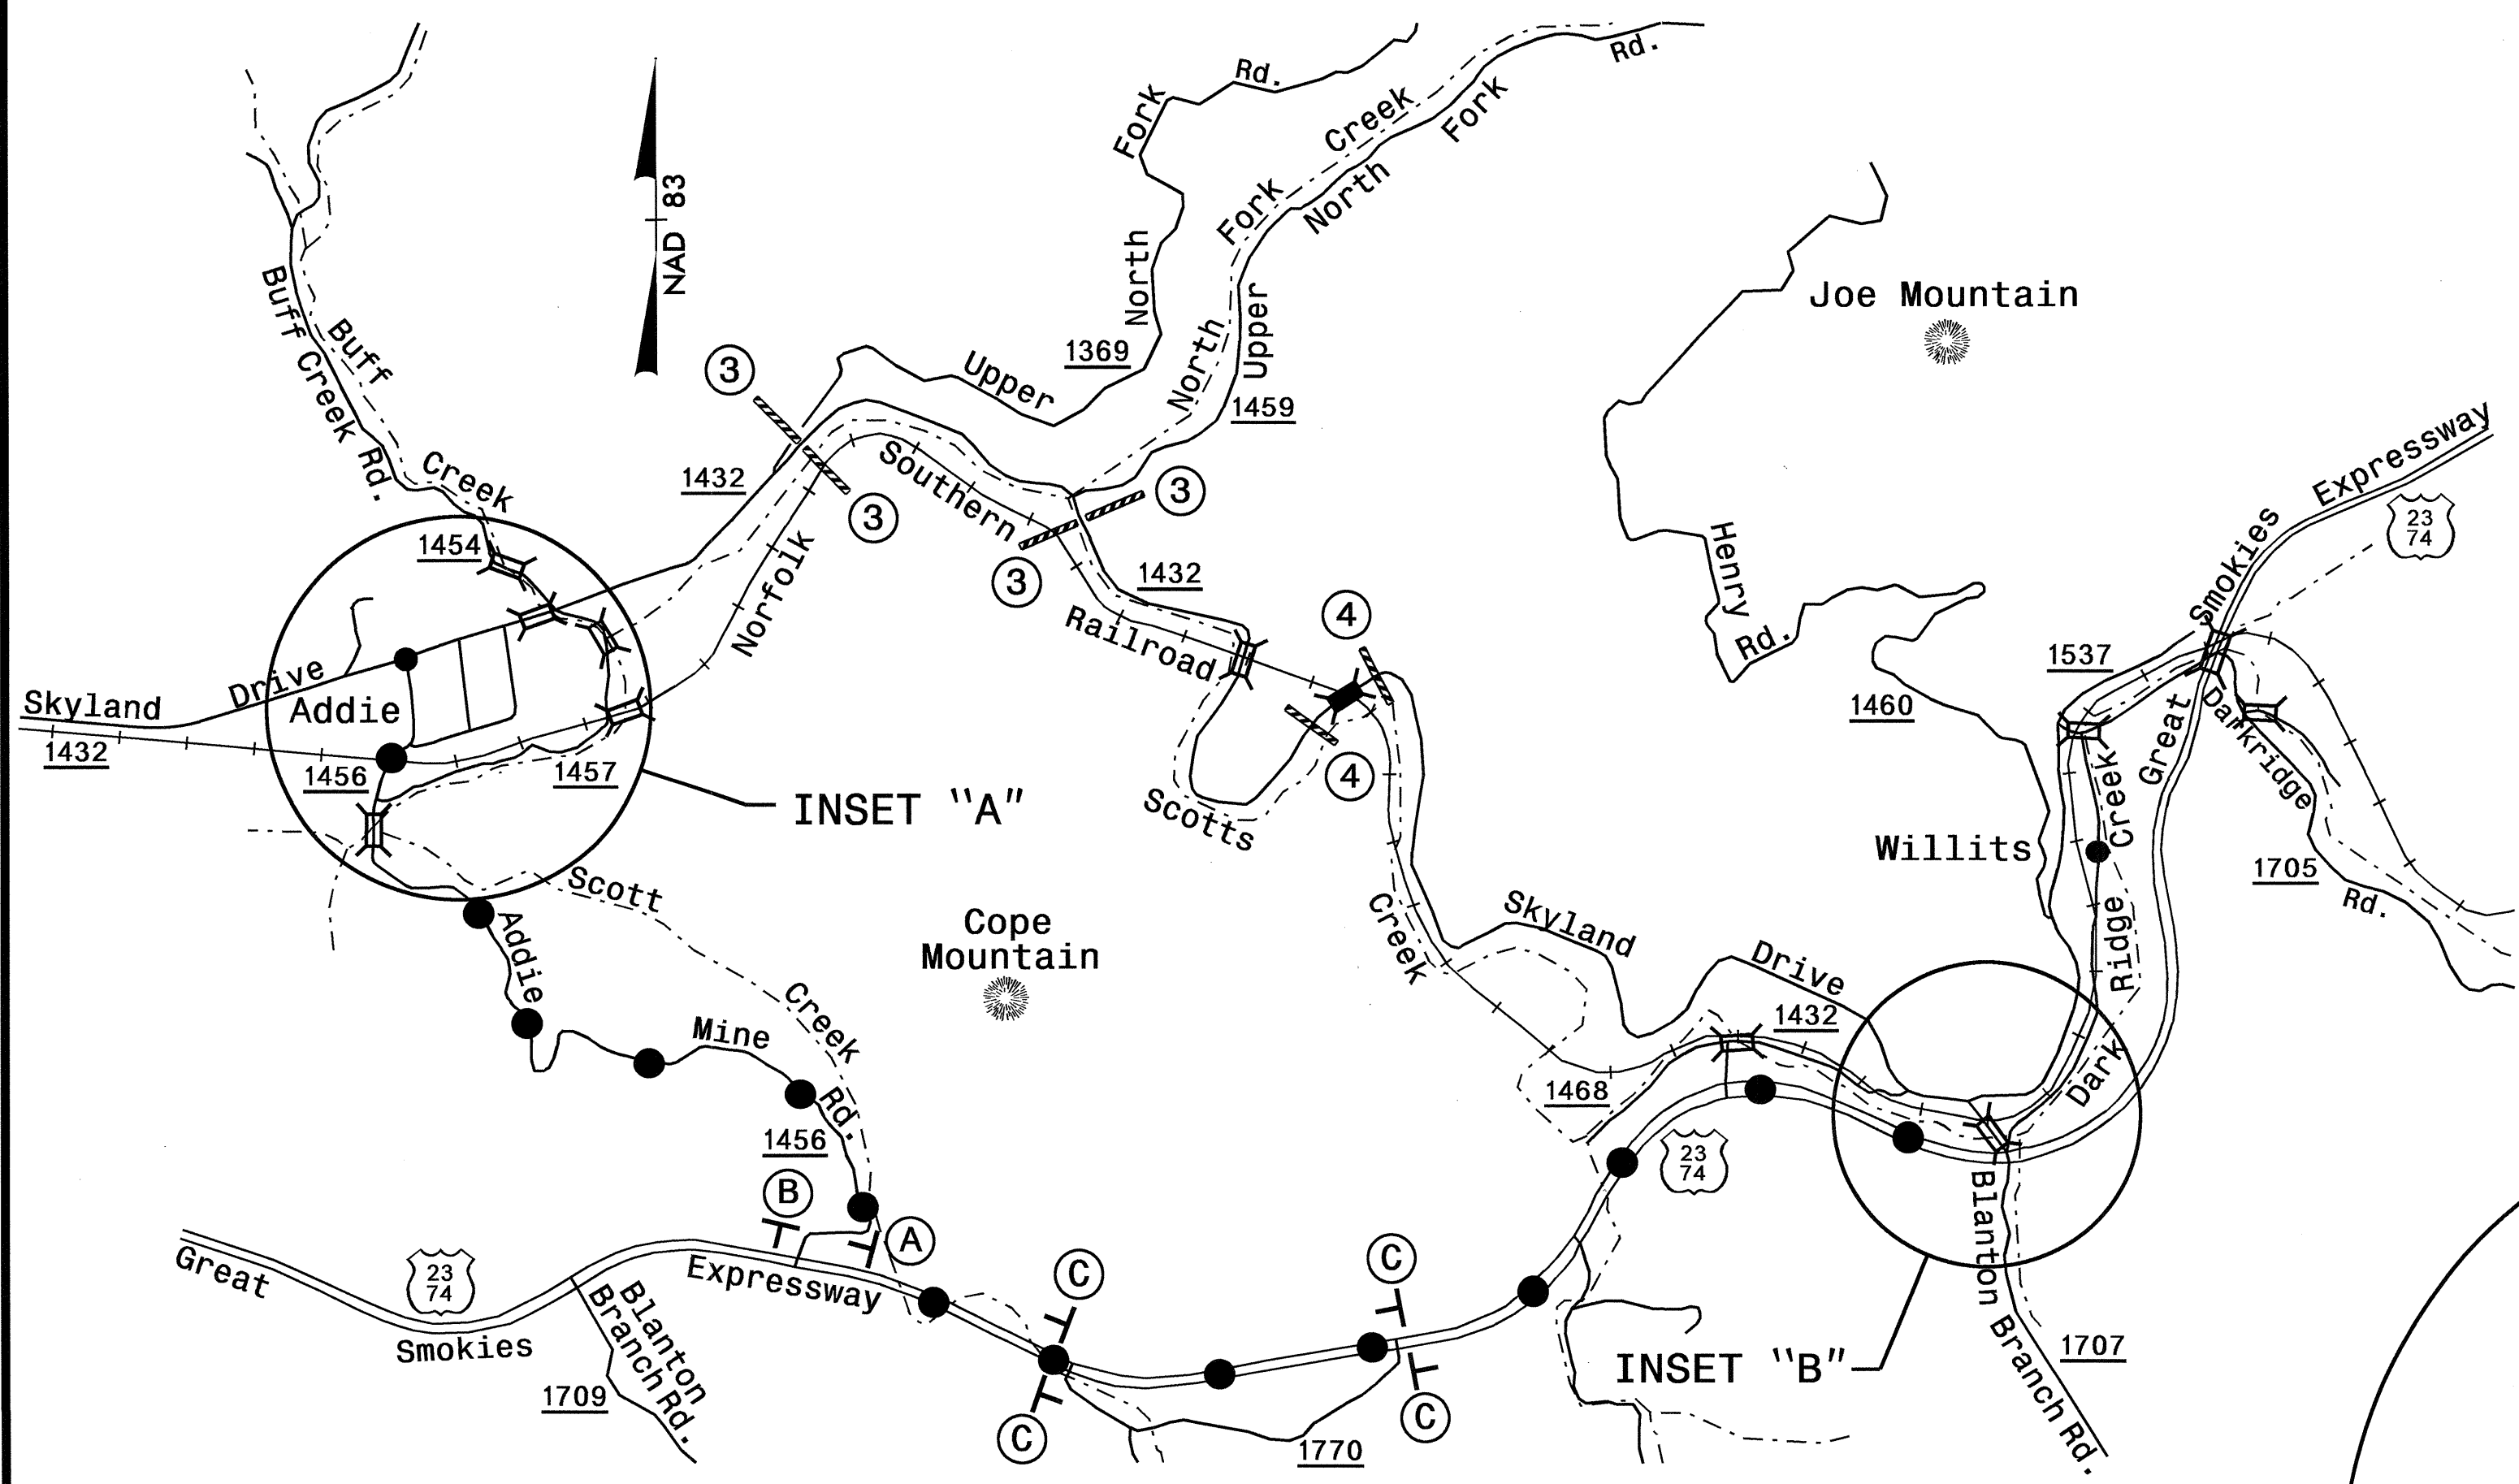 Rd.
Rd.
Fork
Creek
Fork
Fork
North
North
Upper
North
Upper
1369
1459
NAD 83
Buff Creek Rd.
Buff
Creek
Joe Mountain
Expressway
23
74
Smokies
Great
3
3
3
3
1432
Southern
Norfolk
1432
Railroad
4
4
Henry
Rd.
1454
Skyland
Drive
Addie
1432
1456
1457
INSET "A"
1537
1460
Darkridge
Rd.
1705
Willits
Creek
Ridge
Dark
Scotts
Creek
Scott
Creek
Cope
Mountain
Skyland
Drive
1432
1468
23
74
Addie
Mine
Rd.
1456
B
A
C
C
C
C
Great
23
74
Smokies
Expressway
Blanton
Branch Rd.
1709
1770
INSET "B"
Blanton Branch Rd.
1707